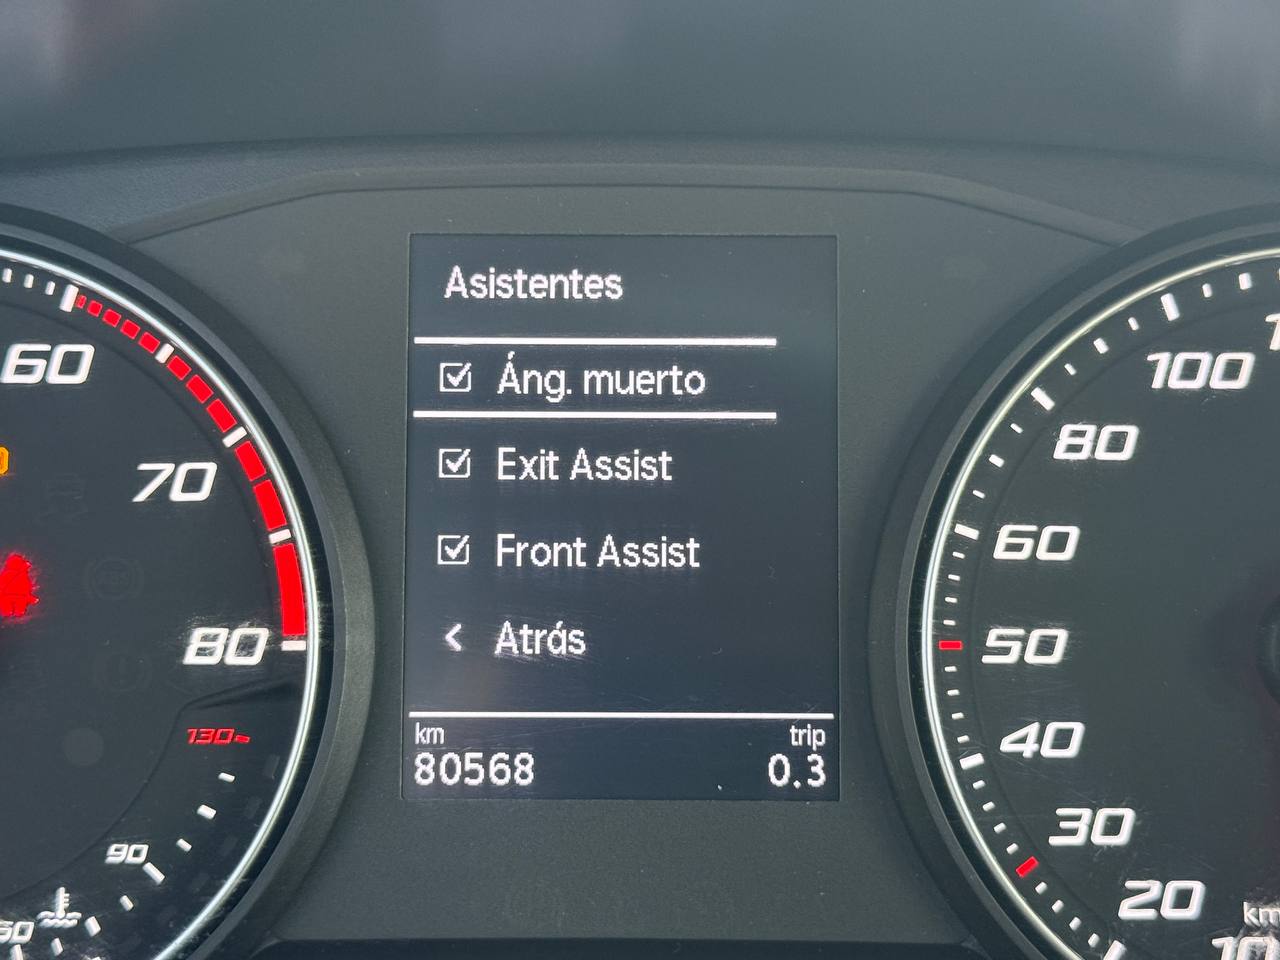 Asistentes
Áng. muerto
Exit Assist
Front Assist
< Atrás
km trip
80568 0.3
60
70
80
130
90
100
80
60
50
40
30
20
10